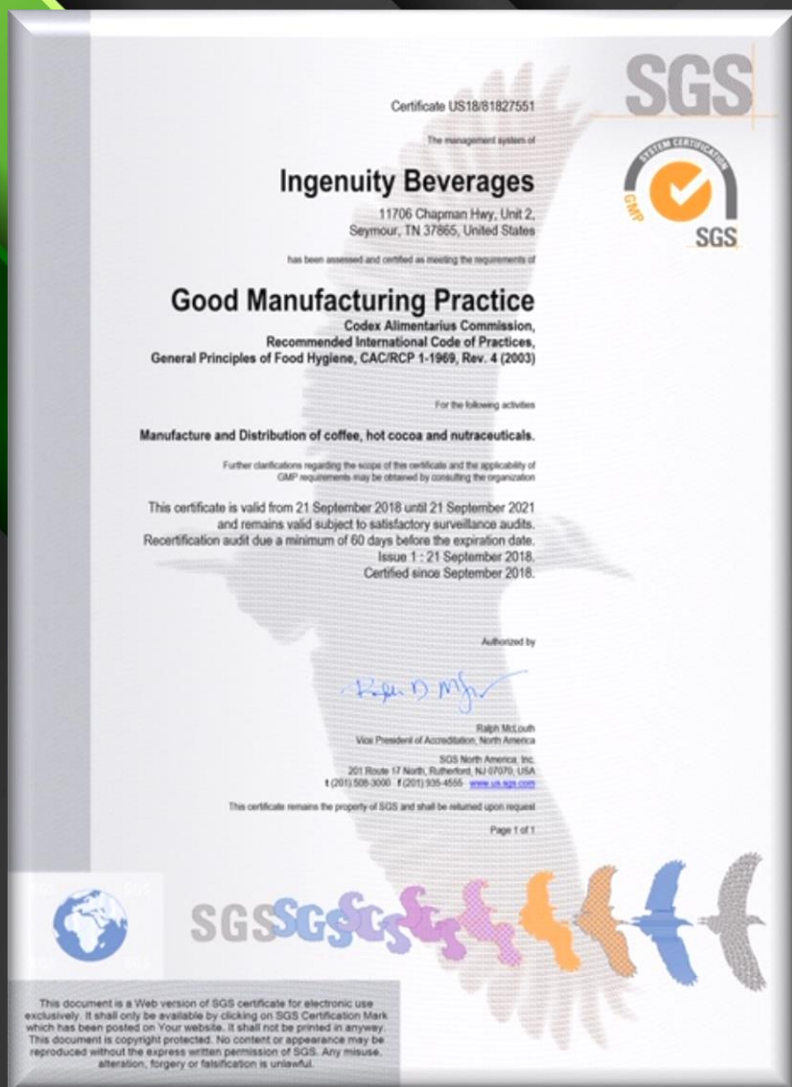 SGS
Certificate US18/81827551
The management system of
SYSTEM CERTIFICATION
GMP
SGS
Ingenuity Beverages
11706 Chapman Hwy, Unit 2,
Seymour, TN 37865, United States
has been assessed and certified as meeting the requirements of
Good Manufacturing Practice
Codex Alimentarius Commission,
Recommended International Code of Practices,
General Principles of Food Hygiene, CAC/RCP 1-1969, Rev. 4 (2003)
For the following activities
Manufacture and Distribution of coffee, hot cocoa and nutraceuticals.
Further clarifications regarding the scope of this certificate and the applicability of
GMP requirements may be obtained by consulting the organization
This certificate is valid from 21 September 2018 until 21 September 2021
and remains valid subject to satisfactory surveillance audits.
Recertification audit due a minimum of 60 days before the expiration date.
Issue 1 : 21 September 2018.
Certified since September 2018.
Authorized by
Ralph McLouth
Vice President of Accreditation, North America
SGS North America, Inc.
201 Route 17 North, Rutherford, NJ 07070, USA
t (201) 508-3000 f (201) 935-4555 www.us.sgs.com
This certificate remains the property of SGS and shall be returned upon request
Page 1 of 1
SGSSGSSGSSGS
This document is a Web version of SGS certificate for electronic use
exclusively. It shall only be available by clicking on SGS Certification Mark
which has been posted on Your website. It shall not be printed in anyway.
This document is copyright protected. No content or appearance may be
reproduced without the express written permission of SGS. Any misuse,
alteration, forgery or falsification is unlawful.